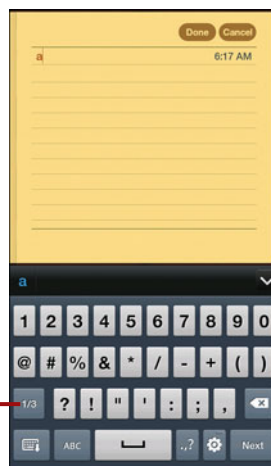 Done Cancel
a 6:17 AM
a
1 2 3 4 5 6 7 8 9 0
@ # % & * / - + ( )
1/3 ? ! " ' : ; ,
ABC .,? Next